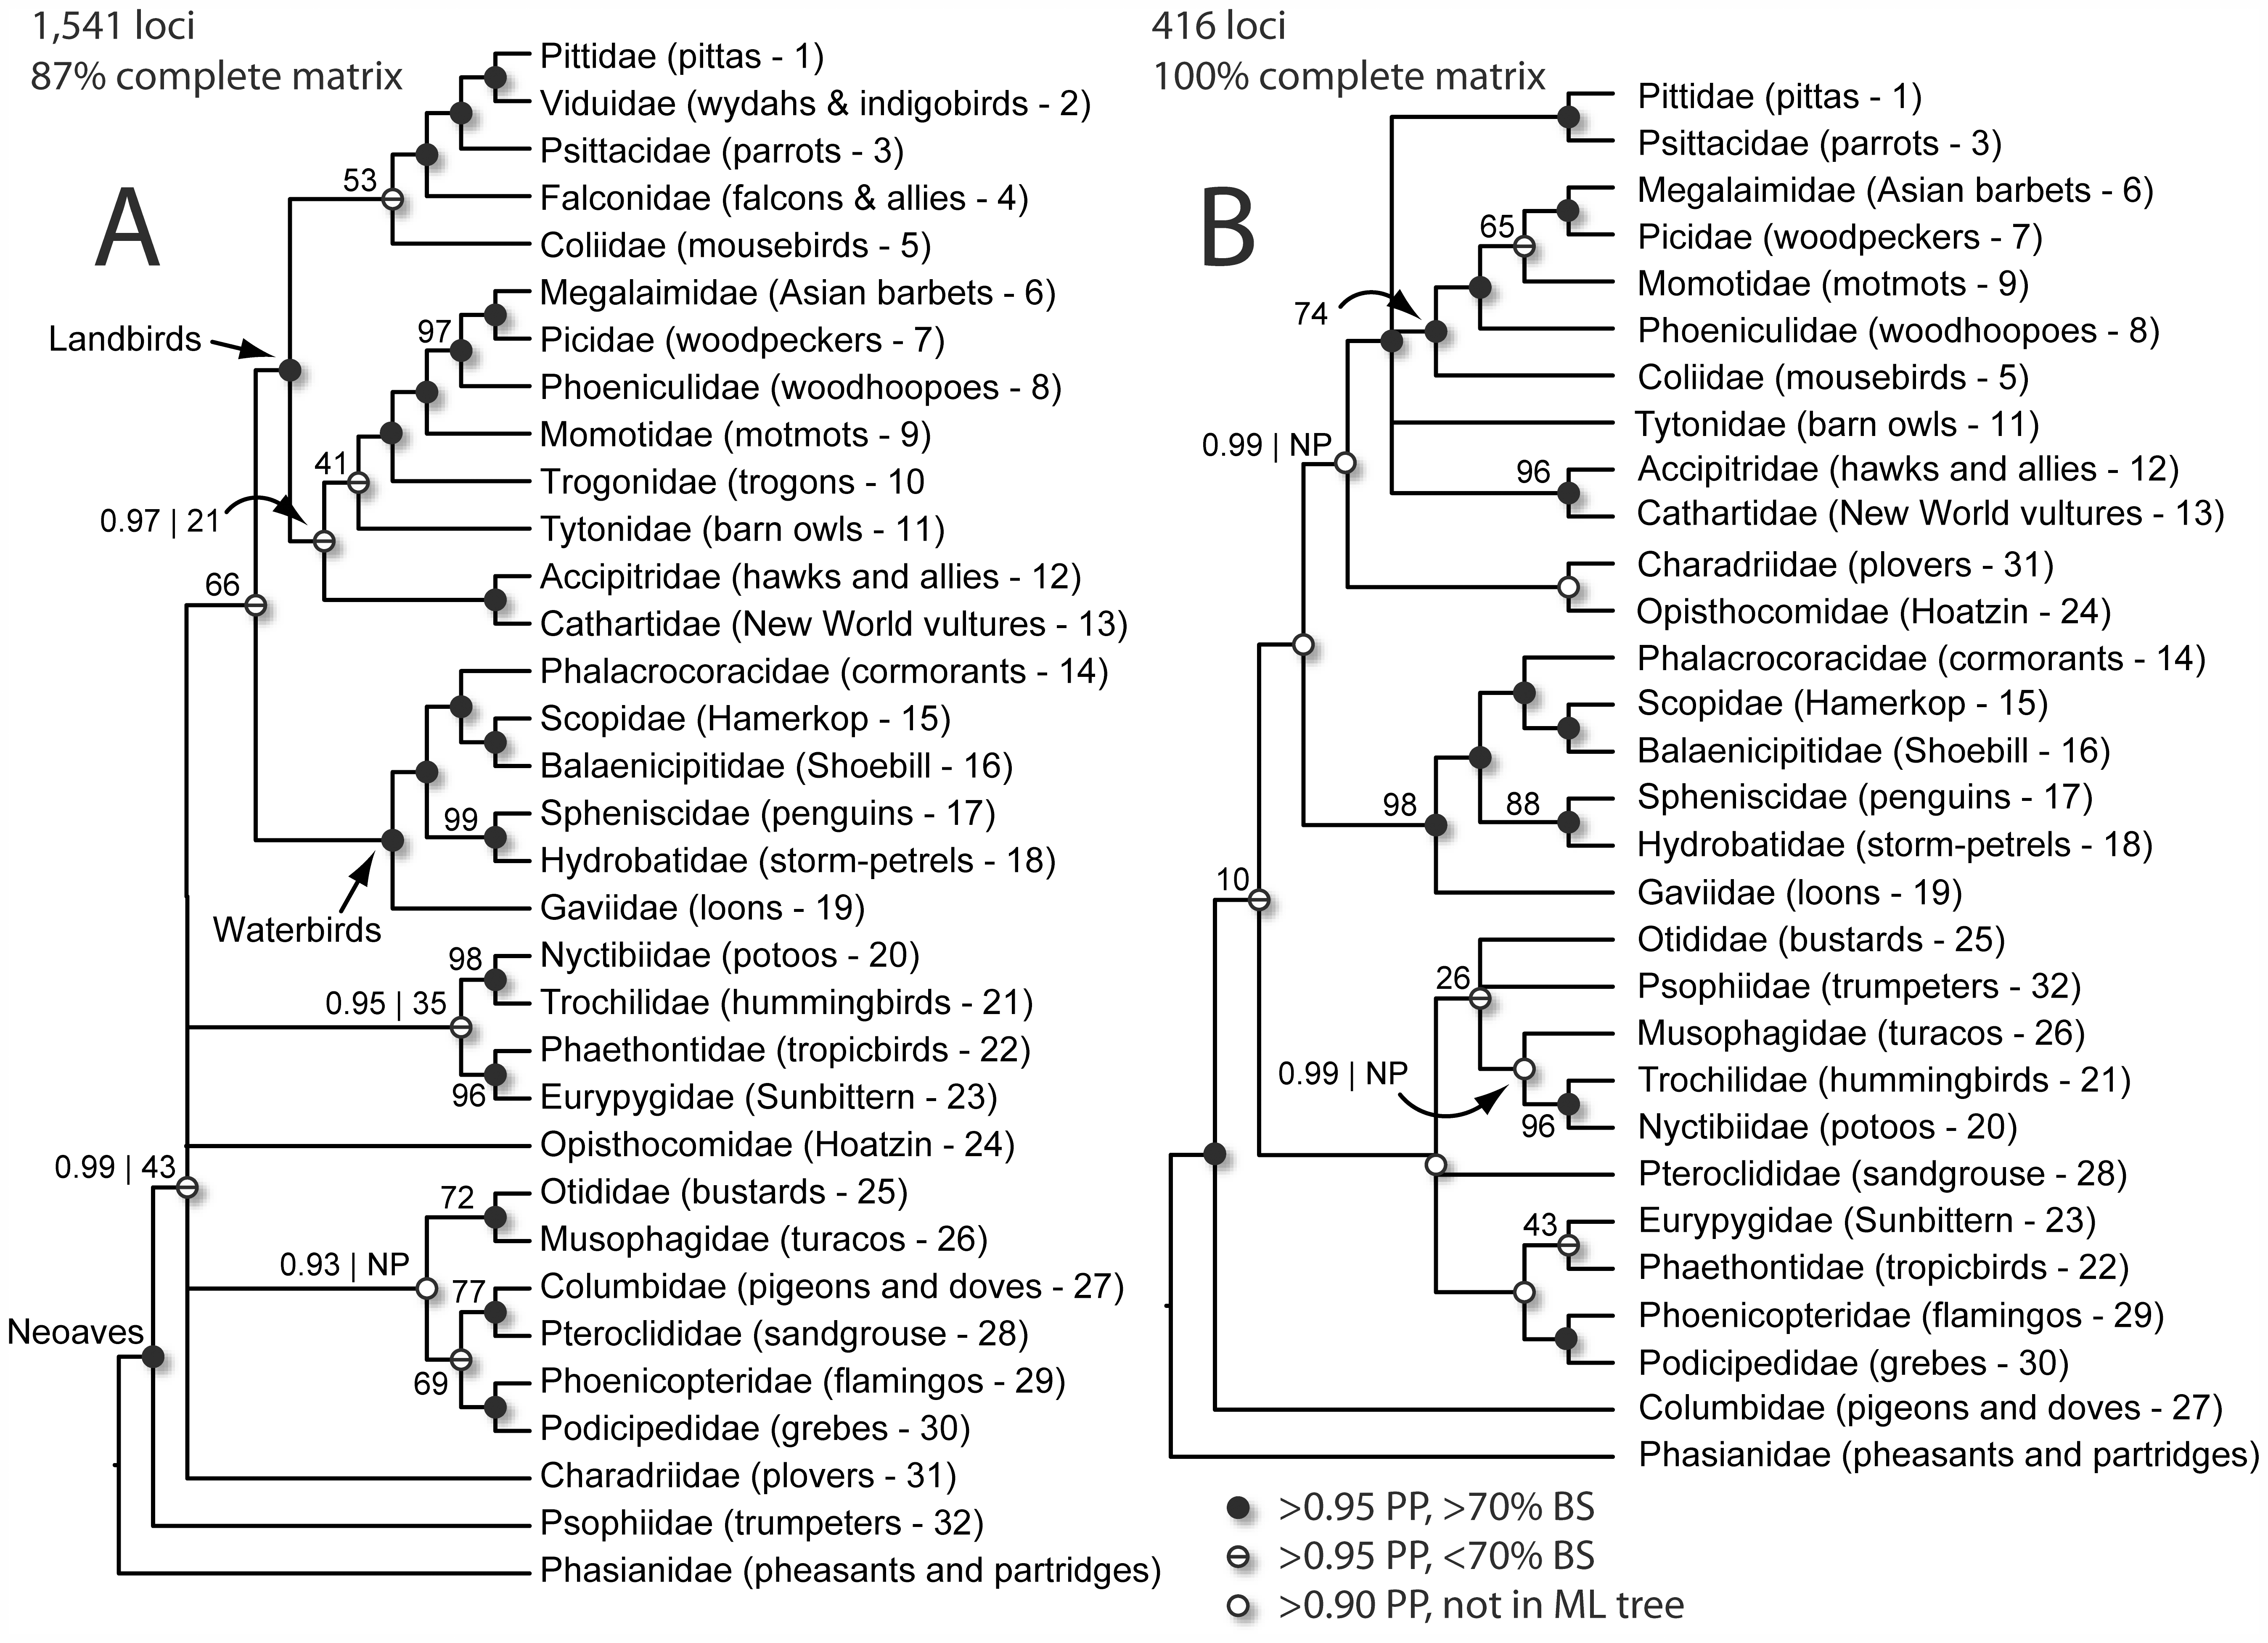 1,541 loci
87% complete matrix
A
Pittidae (pittas - 1)
Viduidae (wydahs & indigobirds - 2)
Psittacidae (parrots - 3)
53
Falconidae (falcons & allies - 4)
Coliidae (mousebirds - 5)
Megalaimidae (Asian barbets - 6)
Landbirds
97
Picidae (woodpeckers - 7)
Phoeniculidae (woodhoopoes - 8)
Momotidae (motmots - 9)
41
Trogonidae (trogons - 10
0.97 | 21
Tytonidae (barn owls - 11)
66
Accipitridae (hawks and allies - 12)
Cathartidae (New World vultures - 13)
Phalacrocoracidae (cormorants - 14)
Scopidae (Hamerkop - 15)
Balaenicipitidae (Shoebill - 16)
99
Spheniscidae (penguins - 17)
Hydrobatidae (storm-petrels - 18)
Gaviidae (loons - 19)
Waterbirds
98
Nyctibiidae (potoos - 20)
0.95 | 35
Trochilidae (hummingbirds - 21)
Phaethontidae (tropicbirds - 22)
96
Eurypygidae (Sunbittern - 23)
Opisthocomidae (Hoatzin - 24)
0.99 | 43
72
Otididae (bustards - 25)
Musophagidae (turacos - 26)
0.93 | NP
77
Columbidae (pigeons and doves - 27)
Neoaves
Pteroclididae (sandgrouse - 28)
69
Phoenicopteridae (flamingos - 29)
Podicipedidae (grebes - 30)
Charadriidae (plovers - 31)
Psophiidae (trumpeters - 32)
Phasianidae (pheasants and partridges)
416 loci
100% complete matrix
B
Pittidae (pittas - 1)
Psittacidae (parrots - 3)
Megalaimidae (Asian barbets - 6)
65
Picidae (woodpeckers - 7)
Momotidae (motmots - 9)
74
Phoeniculidae (woodhoopoes - 8)
Coliidae (mousebirds - 5)
Tytonidae (barn owls - 11)
0.99 | NP
96
Accipitridae (hawks and allies - 12)
Cathartidae (New World vultures - 13)
Charadriidae (plovers - 31)
Opisthocomidae (Hoatzin - 24)
Phalacrocoracidae (cormorants - 14)
Scopidae (Hamerkop - 15)
Balaenicipitidae (Shoebill - 16)
98
88
Spheniscidae (penguins - 17)
Hydrobatidae (storm-petrels - 18)
10
Gaviidae (loons - 19)
Otididae (bustards - 25)
26
Psophiidae (trumpeters - 32)
Musophagidae (turacos - 26)
0.99 | NP
Trochilidae (hummingbirds - 21)
96
Nyctibiidae (potoos - 20)
Pteroclididae (sandgrouse - 28)
43
Eurypygidae (Sunbittern - 23)
Phaethontidae (tropicbirds - 22)
Phoenicopteridae (flamingos - 29)
Podicipedidae (grebes - 30)
Columbidae (pigeons and doves - 27)
Phasianidae (pheasants and partridges)
>0.95 PP, >70% BS
>0.95 PP, <70% BS
>0.90 PP, not in ML tree